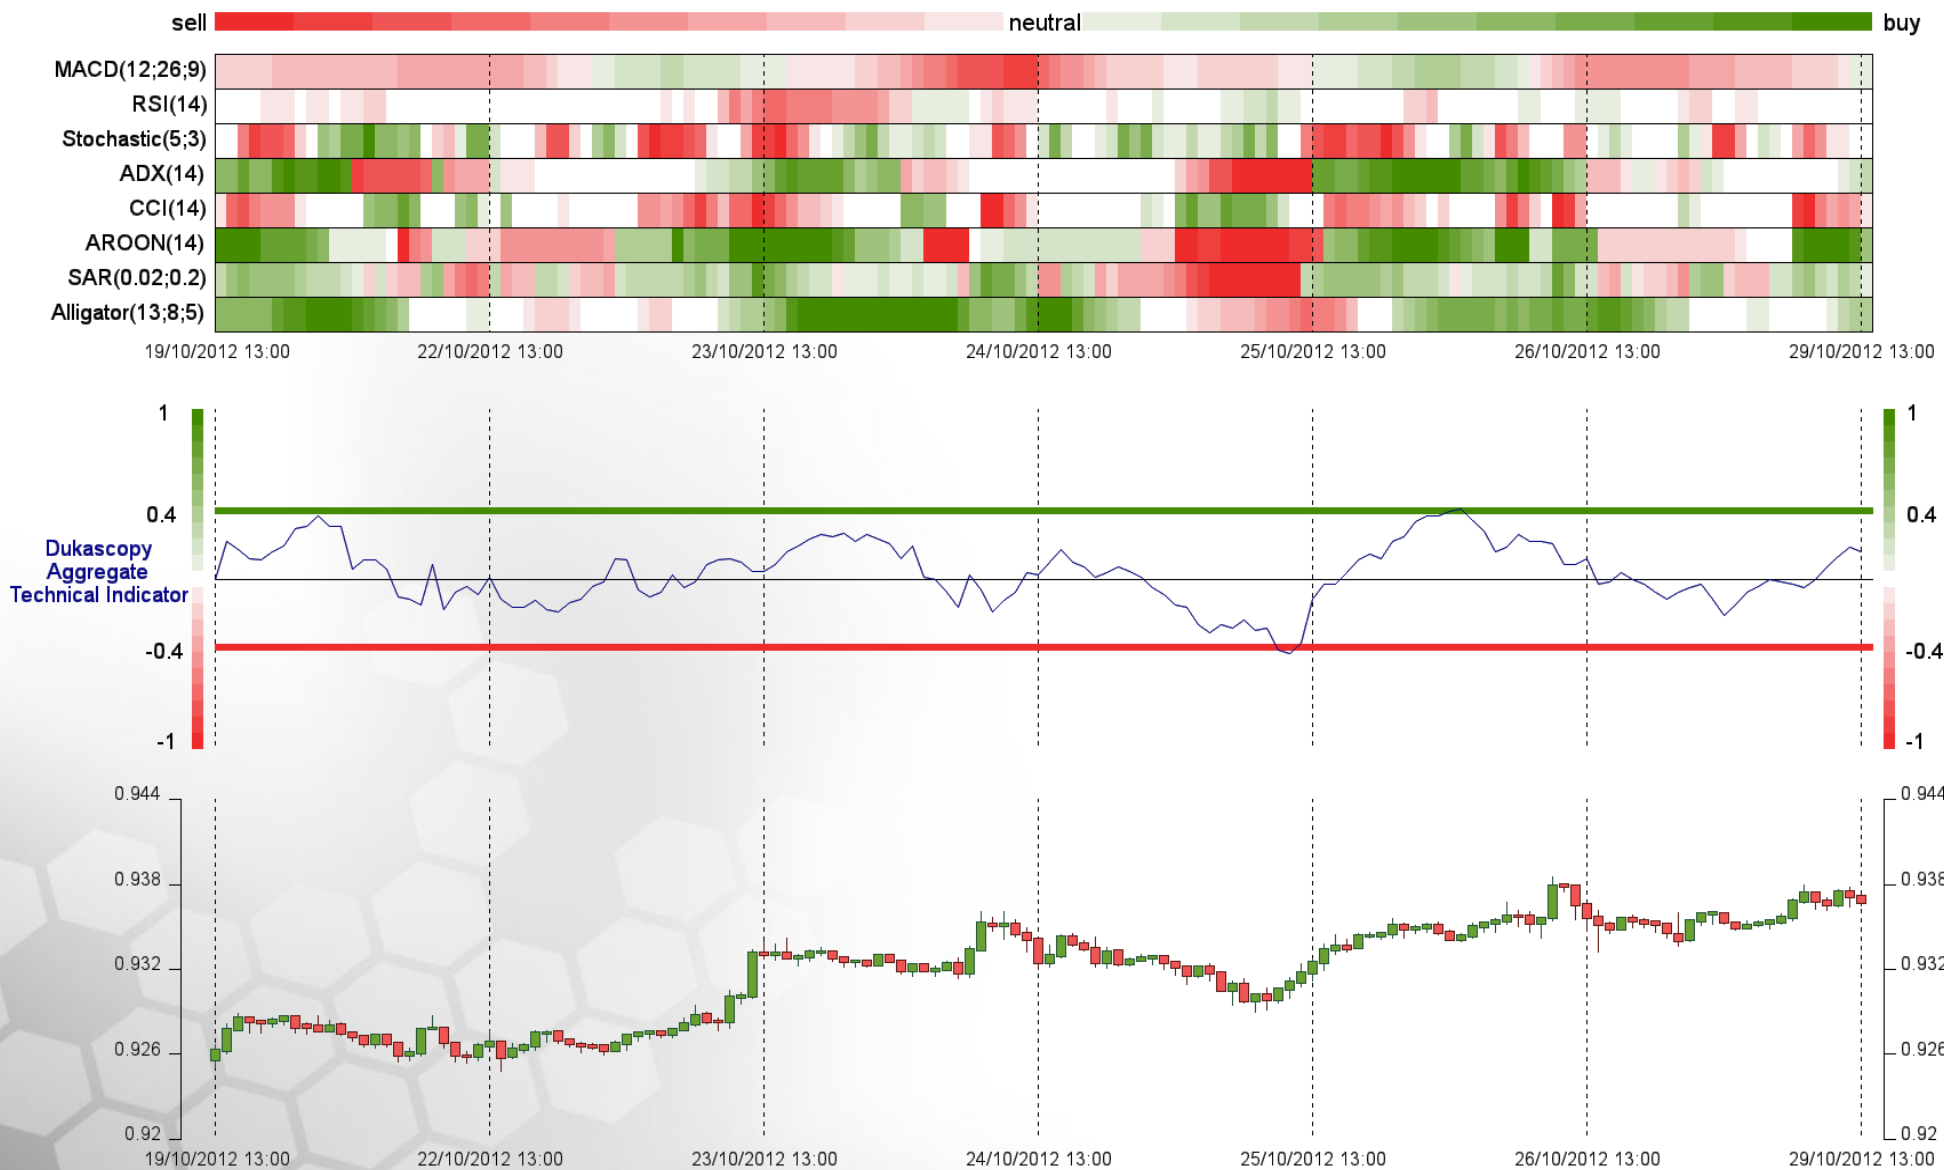 sell neutral buy
MACD(12;26;9)
RSI(14)
Stochastic(5;3)
ADX(14)
CCI(14)
AROON(14)
SAR(0.02;0.2)
Alligator(13;8;5)
19/10/2012 13:00 22/10/2012 13:00 23/10/2012 13:00 24/10/2012 13:00 25/10/2012 13:00 26/10/2012 13:00 29/10/2012 13:00
1 1
0.4 0.4
Dukascopy
Aggregate
Technical Indicator
-0.4 -0.4
-1 -1
0.944 0.944
0.938 0.938
0.932 0.932
0.926 0.926
0.92 0.92
19/10/2012 13:00 22/10/2012 13:00 23/10/2012 13:00 24/10/2012 13:00 25/10/2012 13:00 26/10/2012 13:00 29/10/2012 13:00